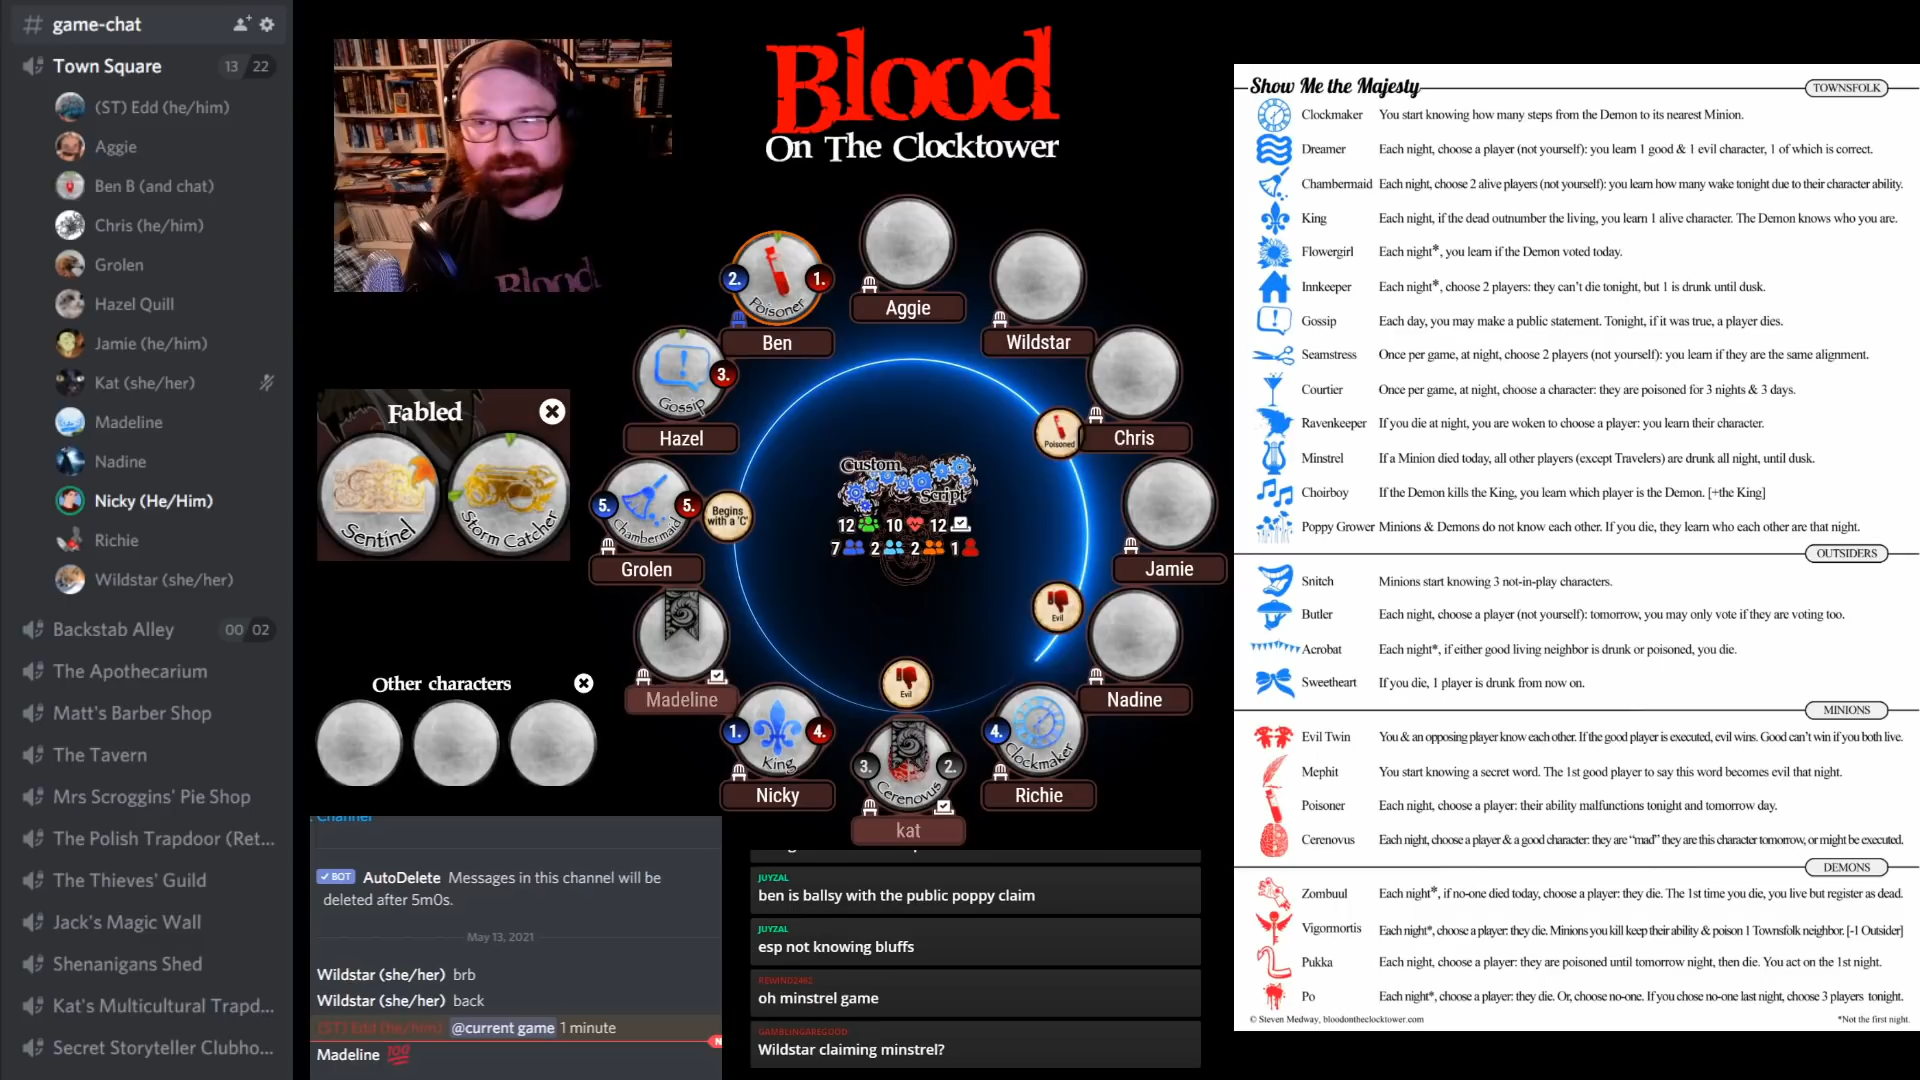 game-chat
Town Square 13 22
(ST) Edd (he/him)
Aggie
Ben B (and chat)
Chris (he/him)
Grolen
Hazel Quill
Jamie (he/him)
Kat (she/her)
Madeline
Nadine
Nicky (He/Him)
Richie
Wildstar (she/her)
Backstab Alley 00 02
The Apothecarium
Matt's Barber Shop
The Tavern
Mrs Scroggins' Pie Shop
The Polish Trapdoor (Ret...
The Thieves' Guild
Jack's Magic Wall
Shenanigans Shed
Kat's Multicultural Trapd...
Secret Storyteller Clubho...
Blood
Blood
On The Clocktower
Fabled
Sentinel
Storm Catcher
Other characters
Aggie
2. Poisoner 1.
Ben
Wildstar
Gossip 3.
Hazel
Poisoned
Chris
5. Chambermaid 5.
Begins with a 'C'
Grolen
Jamie
Custom Script
12 10 12
7 2 2 1
Evil
Madeline
Nadine
Evil
1. King 4.
Nicky
3. Cerenovus 2.
kat
4. Clockmaker
Richie
Channel
BOT AutoDelete Messages in this channel will be
deleted after 5m0s.
May 13, 2021
Wildstar (she/her) brb
Wildstar (she/her) back
(ST) Edd (he/him) @current game 1 minute
Madeline 💯
JUYZAL
ben is ballsy with the public poppy claim
JUYZAL
esp not knowing bluffs
REWIND2462
oh minstrel game
GAMBLINGAREGOOD
Wildstar claiming minstrel?
Show Me the Majesty
TOWNSFOLK
Clockmaker You start knowing how many steps from the Demon to its nearest Minion.
Dreamer Each night, choose a player (not yourself): you learn 1 good & 1 evil character, 1 of which is correct.
Chambermaid Each night, choose 2 alive players (not yourself): you learn how many wake tonight due to their character ability.
King Each night, if the dead outnumber the living, you learn 1 alive character. The Demon knows who you are.
Flowergirl Each night*, you learn if the Demon voted today.
Innkeeper Each night*, choose 2 players: they can't die tonight, but 1 is drunk until dusk.
Gossip Each day, you may make a public statement. Tonight, if it was true, a player dies.
Seamstress Once per game, at night, choose 2 players (not yourself): you learn if they are the same alignment.
Courtier Once per game, at night, choose a character: they are poisoned for 3 nights & 3 days.
Ravenkeeper If you die at night, you are woken to choose a player: you learn their character.
Minstrel If a Minion died today, all other players (except Travelers) are drunk all night, until dusk.
Choirboy If the Demon kills the King, you learn which player is the Demon. [+the King]
Poppy Grower Minions & Demons do not know each other. If you die, they learn who each other are that night.
OUTSIDERS
Snitch Minions start knowing 3 not-in-play characters.
Butler Each night, choose a player (not yourself): tomorrow, you may only vote if they are voting too.
Acrobat Each night*, if either good living neighbor is drunk or poisoned, you die.
Sweetheart If you die, 1 player is drunk from now on.
MINIONS
Evil Twin You & an opposing player know each other. If the good player is executed, evil wins. Good can't win if you both live.
Mephit You start knowing a secret word. The 1st good player to say this word becomes evil that night.
Poisoner Each night, choose a player: their ability malfunctions tonight and tomorrow day.
Cerenovus Each night, choose a player & a good character: they are “mad” they are this character tomorrow, or might be executed.
DEMONS
Zombuul Each night*, if no-one died today, choose a player: they die. The 1st time you die, you live but register as dead.
Vigormortis Each night*, choose a player: they die. Minions you kill keep their ability & poison 1 Townsfolk neighbor. [-1 Outsider]
Pukka Each night, choose a player: they are poisoned until tomorrow night, then die. You act on the 1st night.
Po Each night*, choose a player: they die. Or, choose no-one. If you chose no-one last night, choose 3 players tonight.
© Steven Medway, bloodontheclocktower.com *Not the first night.